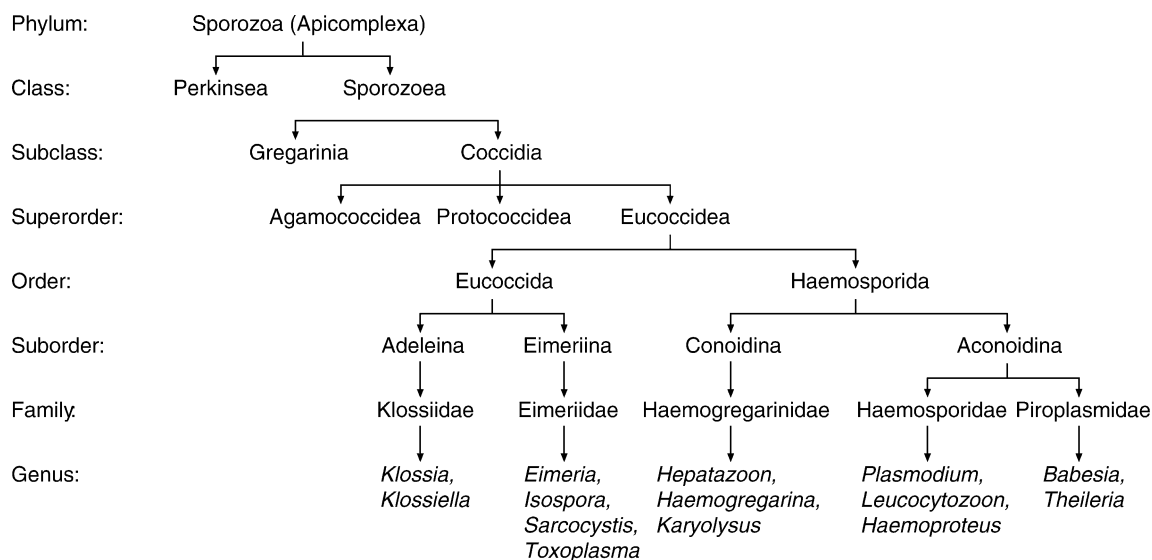 Phylum: Sporozoa (Apicomplexa)
Class: Perkinsea Sporozoea
Subclass: Gregarinia Coccidia
Superorder: Agamococcidea Protococcidea Eucoccidea
Order: Eucoccida Haemosporida
Suborder: Adeleina Eimeriina Conoidina Aconoidina
Family: Klossiidae Eimeriidae Haemogregarinidae Haemosporidae Piroplasmidae
Genus: Klossia, Eimeria, Hepatazoon, Plasmodium, Babesia,
Klossiella Isospora, Haemogregarina, Leucocytozoon, Theileria
Sarcocystis, Karyolysus Haemoproteus
Toxoplasma